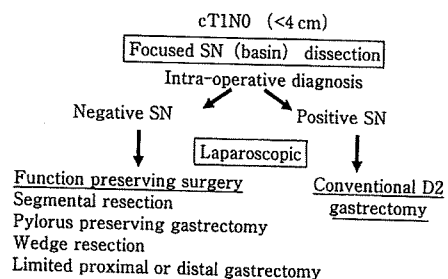 cT1N0 (<4 cm)
Focused SN (basin) dissection
Intra-operative diagnosis
Negative SN
Positive SN
Laparoscopic
Function preserving surgery
Segmental resection
Pylorus preserving gastrectomy
Wedge resection
Limited proximal or distal gastrectomy
Conventional D2
gastrectomy